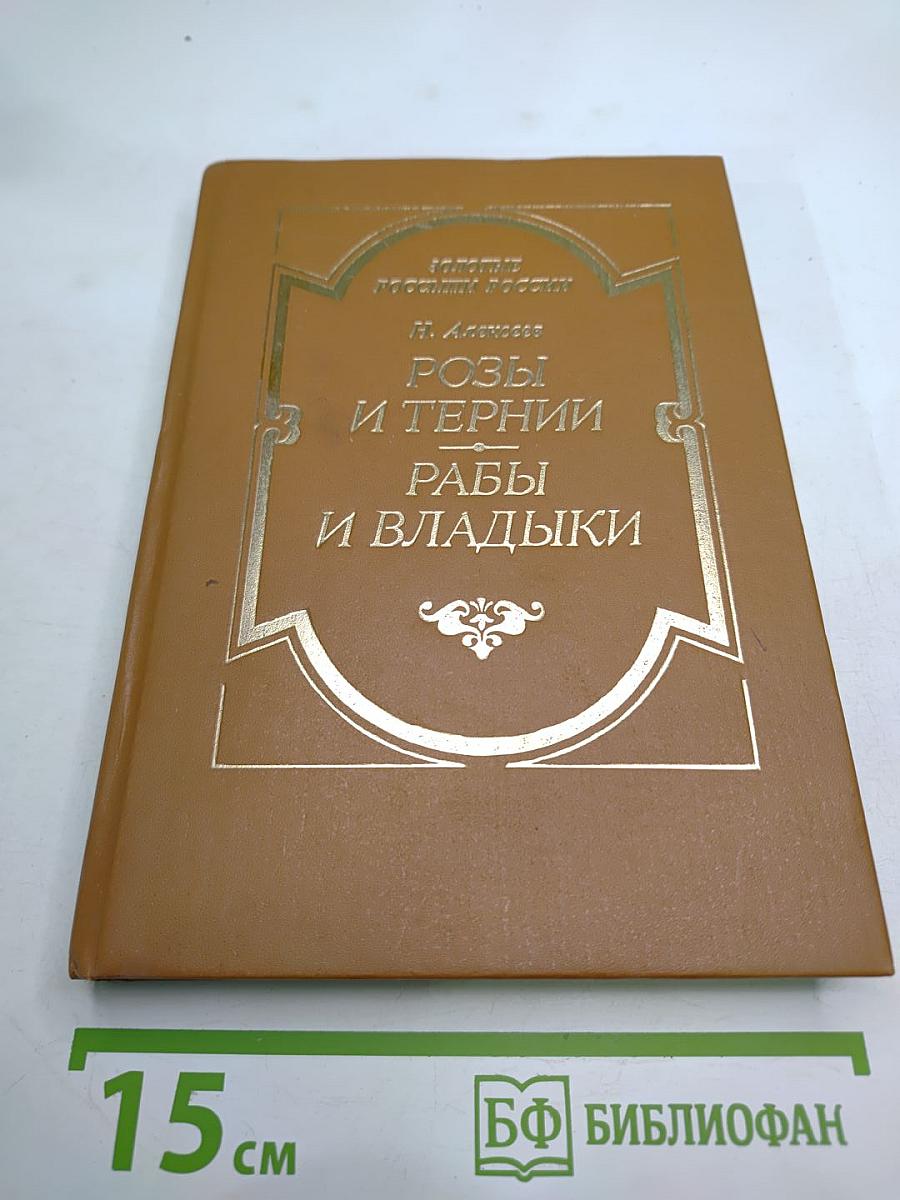 ЗОЛОТЫЕ
РОССЫПИ РОССИИ
Н. Алексеев
РОЗЫ
И ТЕРНИИ
РАБЫ
И ВЛАДЫКИ
15 см
БФ БИБЛИОФАН